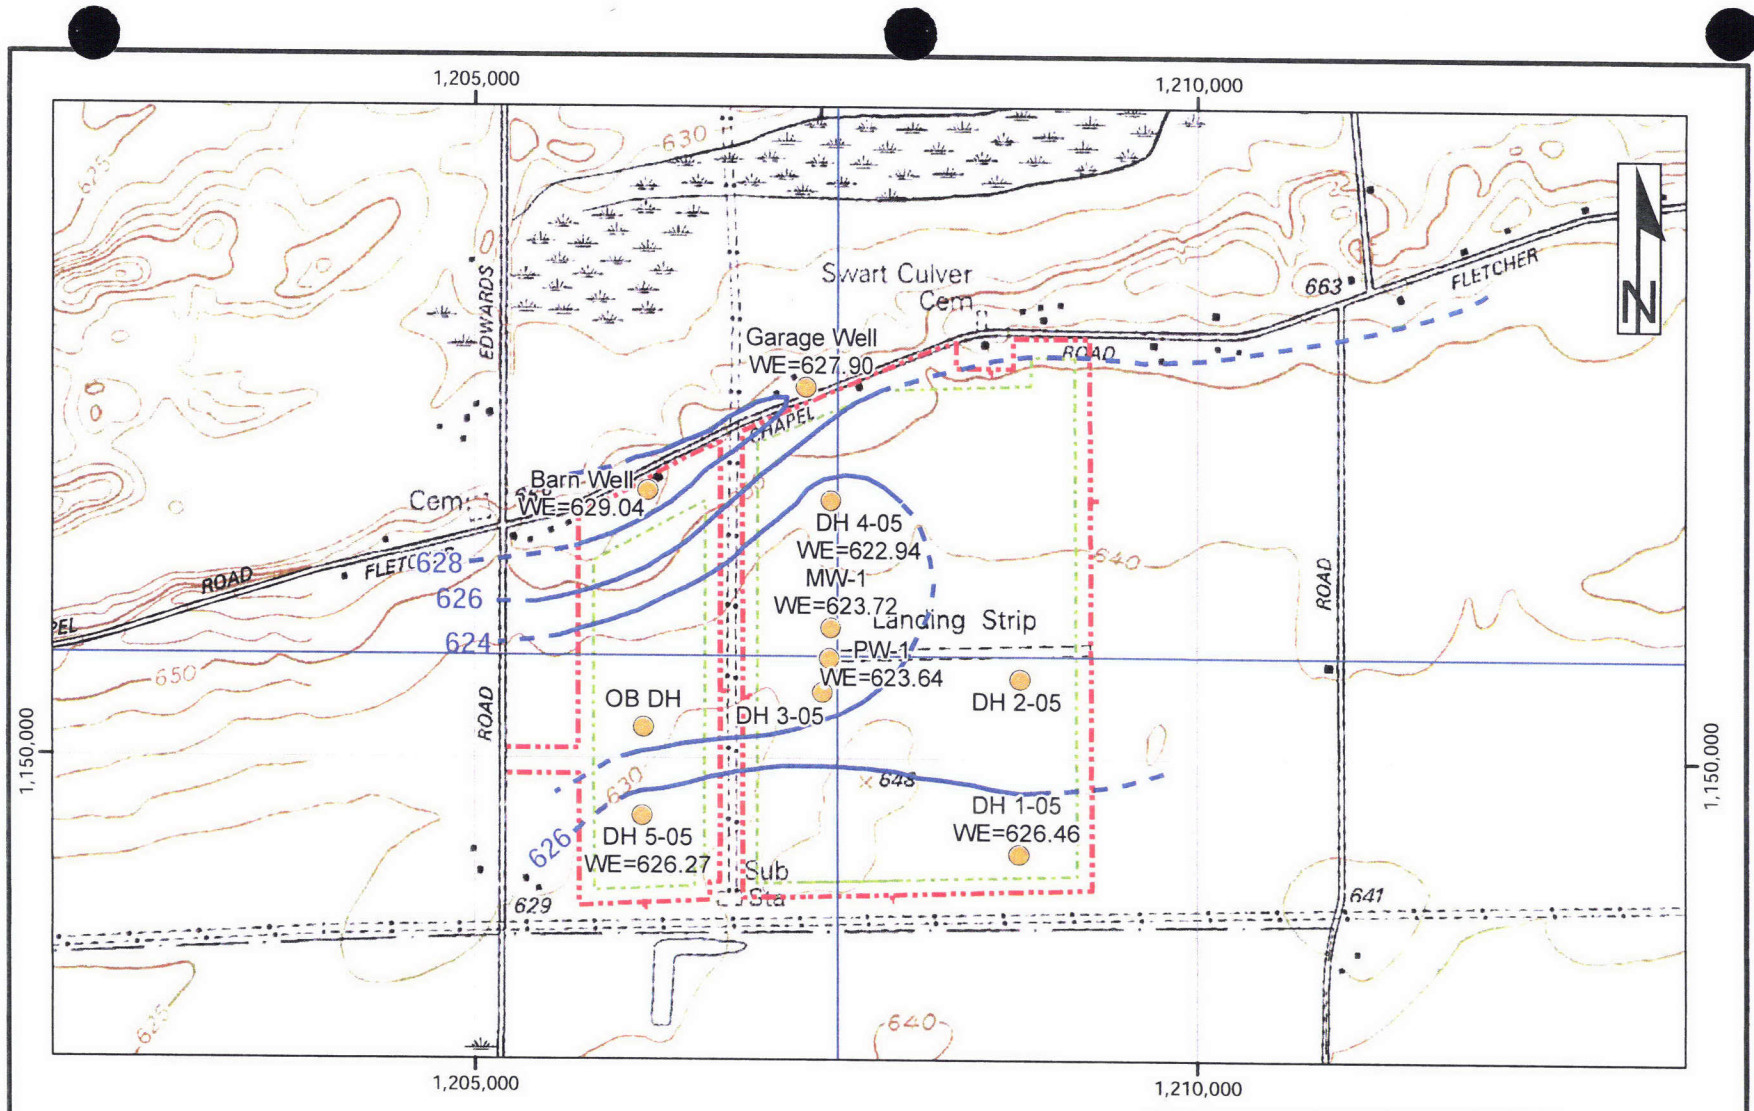 1,205,000
1,210,000
630
625
EDWARDS
Swart Culver
Cem
663
FLETCHER
N
Garage Well
WE=627.90
ROAD
CHAPEL
Barn Well
Cem
WE=629.04
DH 4-05
WE=622.94
640
628
FLETC
ROAD
MW-1
626
WE=623.72
ROAD
Landing Strip
PEL
624
PW-1
650
WE=623.64
OB DH
DH 3-05
DH 2-05
ROAD
1,150,000
1,150,000
630
648
DH 1-05
DH 5-05
WE=626.46
626
WE=626.27
Sub
Sta
629
641
625
640
1,205,000
1,210,000